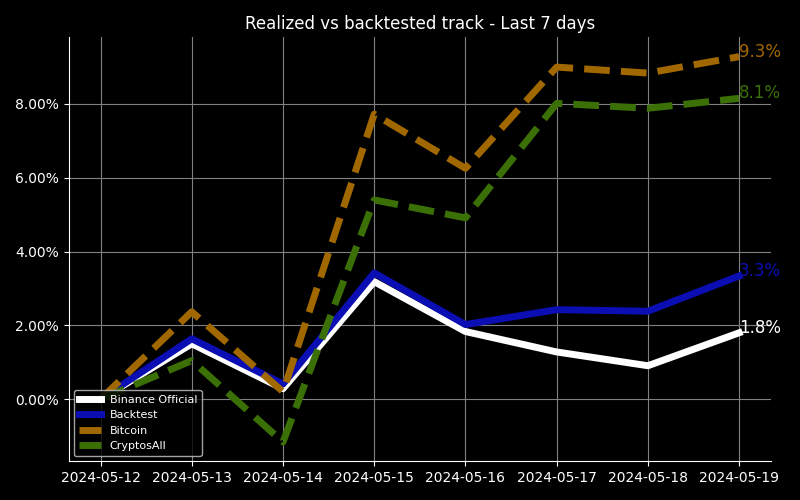 Realized vs backtested track - Last 7 days
9.3%
8.1%
8.00%
6.00%
4.00%
3.3%
2.00%
1.8%
0.00%
Binance Official
Backtest
Bitcoin
CryptosAll
2024-05-12 2024-05-13 2024-05-14 2024-05-15 2024-05-16 2024-05-17 2024-05-18 2024-05-19